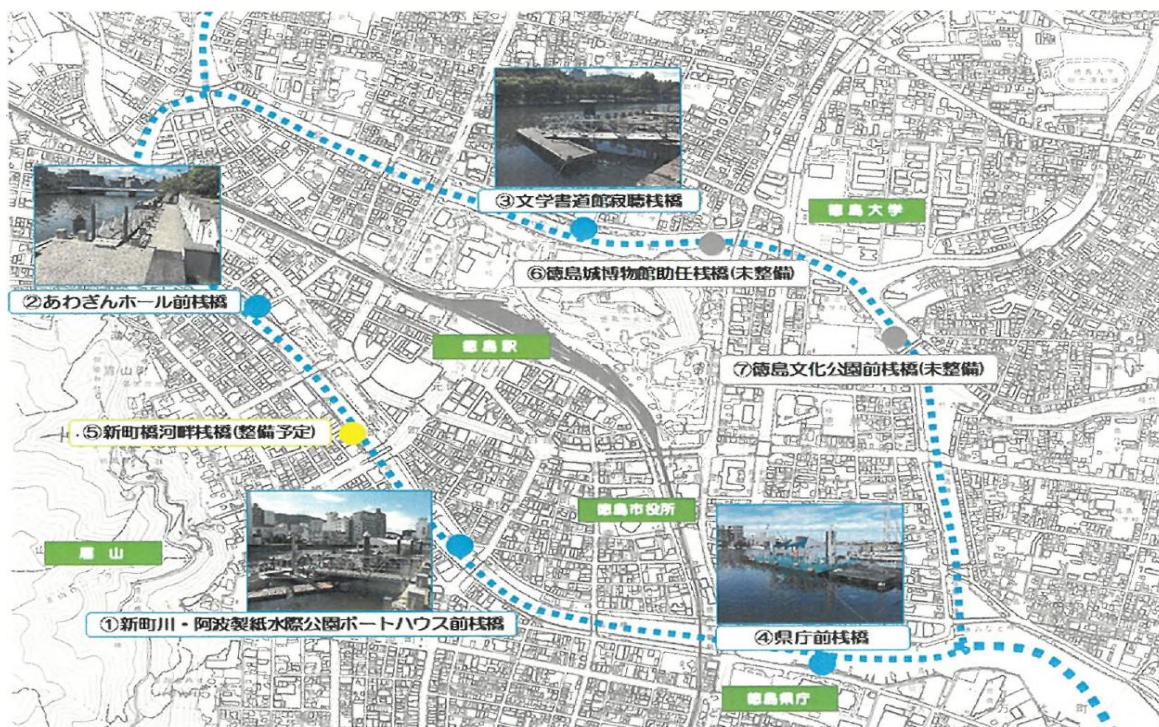 ③文学書道館寂聴桟橋
徳島大学
⑥徳島城博物館助任桟橋(未整備)
②あわぎんホール前桟橋
徳島駅
⑦徳島文化公園前桟橋(未整備)
⑤新町橋河畔桟橋(整備予定)
徳島市役所
眉山
①新町川・阿波製紙水際公園ボートハウス前桟橋
④県庁前桟橋
徳島県庁